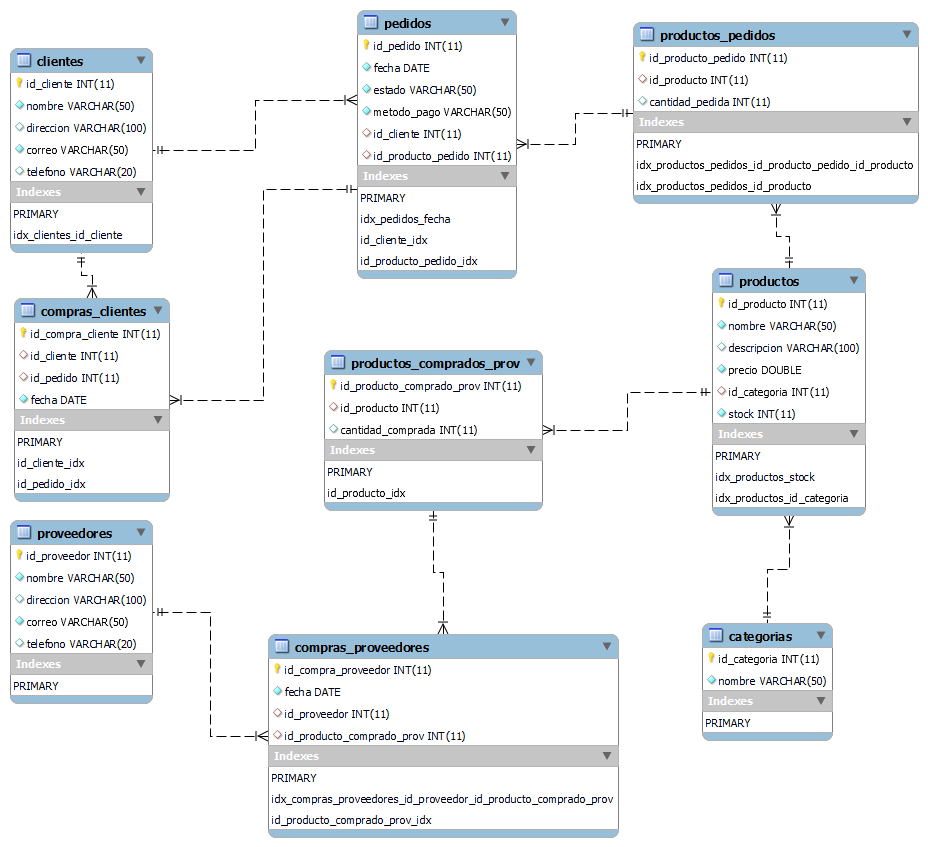 clientes
id_cliente INT(11)
nombre VARCHAR(50)
direccion VARCHAR(100)
correo VARCHAR(50)
telefono VARCHAR(20)
Indexes
PRIMARY
idx_clientes_id_cliente
pedidos
id_pedido INT(11)
fecha DATE
estado VARCHAR(50)
metodo_pago VARCHAR(50)
id_cliente INT(11)
id_producto_pedido INT(11)
Indexes
PRIMARY
idx_pedidos_fecha
id_cliente_idx
id_producto_pedido_idx
productos_pedidos
id_producto_pedido INT(11)
id_producto INT(11)
cantidad_pedida INT(11)
Indexes
PRIMARY
idx_productos_pedidos_id_producto_pedido_id_producto
idx_productos_pedidos_id_producto
compras_clientes
id_compra_cliente INT(11)
id_cliente INT(11)
id_pedido INT(11)
fecha DATE
Indexes
PRIMARY
id_cliente_idx
id_pedido_idx
productos_comprados_prov
id_producto_comprado_prov INT(11)
id_producto INT(11)
cantidad_comprada INT(11)
Indexes
PRIMARY
id_producto_idx
productos
id_producto INT(11)
nombre VARCHAR(50)
descripcion VARCHAR(100)
precio DOUBLE
id_categoria INT(11)
stock INT(11)
Indexes
PRIMARY
idx_productos_stock
idx_productos_id_categoria
proveedores
id_proveedor INT(11)
nombre VARCHAR(50)
direccion VARCHAR(100)
correo VARCHAR(50)
telefono VARCHAR(20)
Indexes
PRIMARY
compras_proveedores
id_compra_proveedor INT(11)
fecha DATE
id_proveedor INT(11)
id_producto_comprado_prov INT(11)
Indexes
PRIMARY
idx_compras_proveedores_id_proveedor_id_producto_comprado_prov
id_producto_comprado_prov_idx
categorias
id_categoria INT(11)
nombre VARCHAR(50)
Indexes
PRIMARY